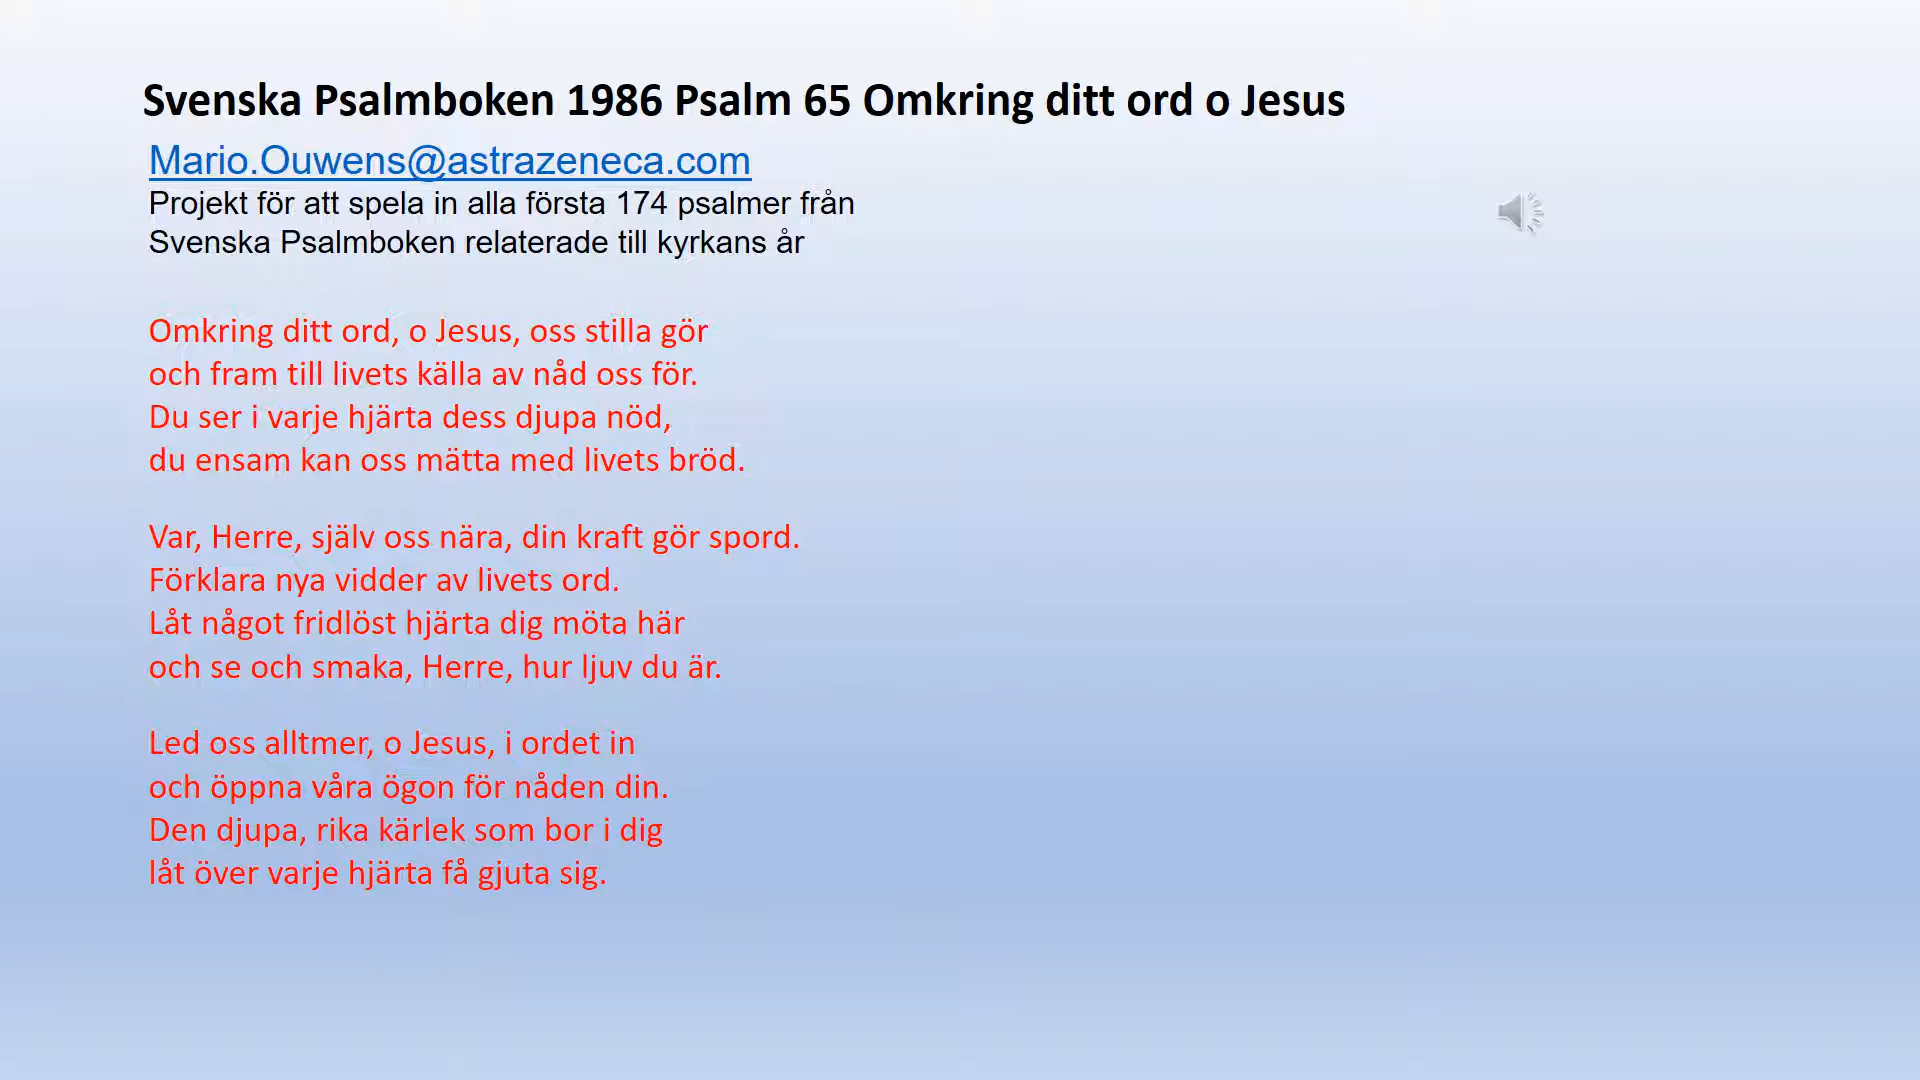 Svenska Psalmboken 1986 Psalm 65 Omkring ditt ord o Jesus
Mario.Ouwens@astrazeneca.com
Projekt för att spela in alla första 174 psalmer från
Svenska Psalmboken relaterade till kyrkans år
Omkring ditt ord, o Jesus, oss stilla gör
och fram till livets källa av nåd oss för.
Du ser i varje hjärta dess djupa nöd,
du ensam kan oss mätta med livets bröd.
Var, Herre, själv oss nära, din kraft gör spord.
Förklara nya vidder av livets ord.
Låt något fridlöst hjärta dig möta här
och se och smaka, Herre, hur ljuv du är.
Led oss alltmer, o Jesus, i ordet in
och öppna våra ögon för nåden din.
Den djupa, rika kärlek som bor i dig
låt över varje hjärta få gjuta sig.